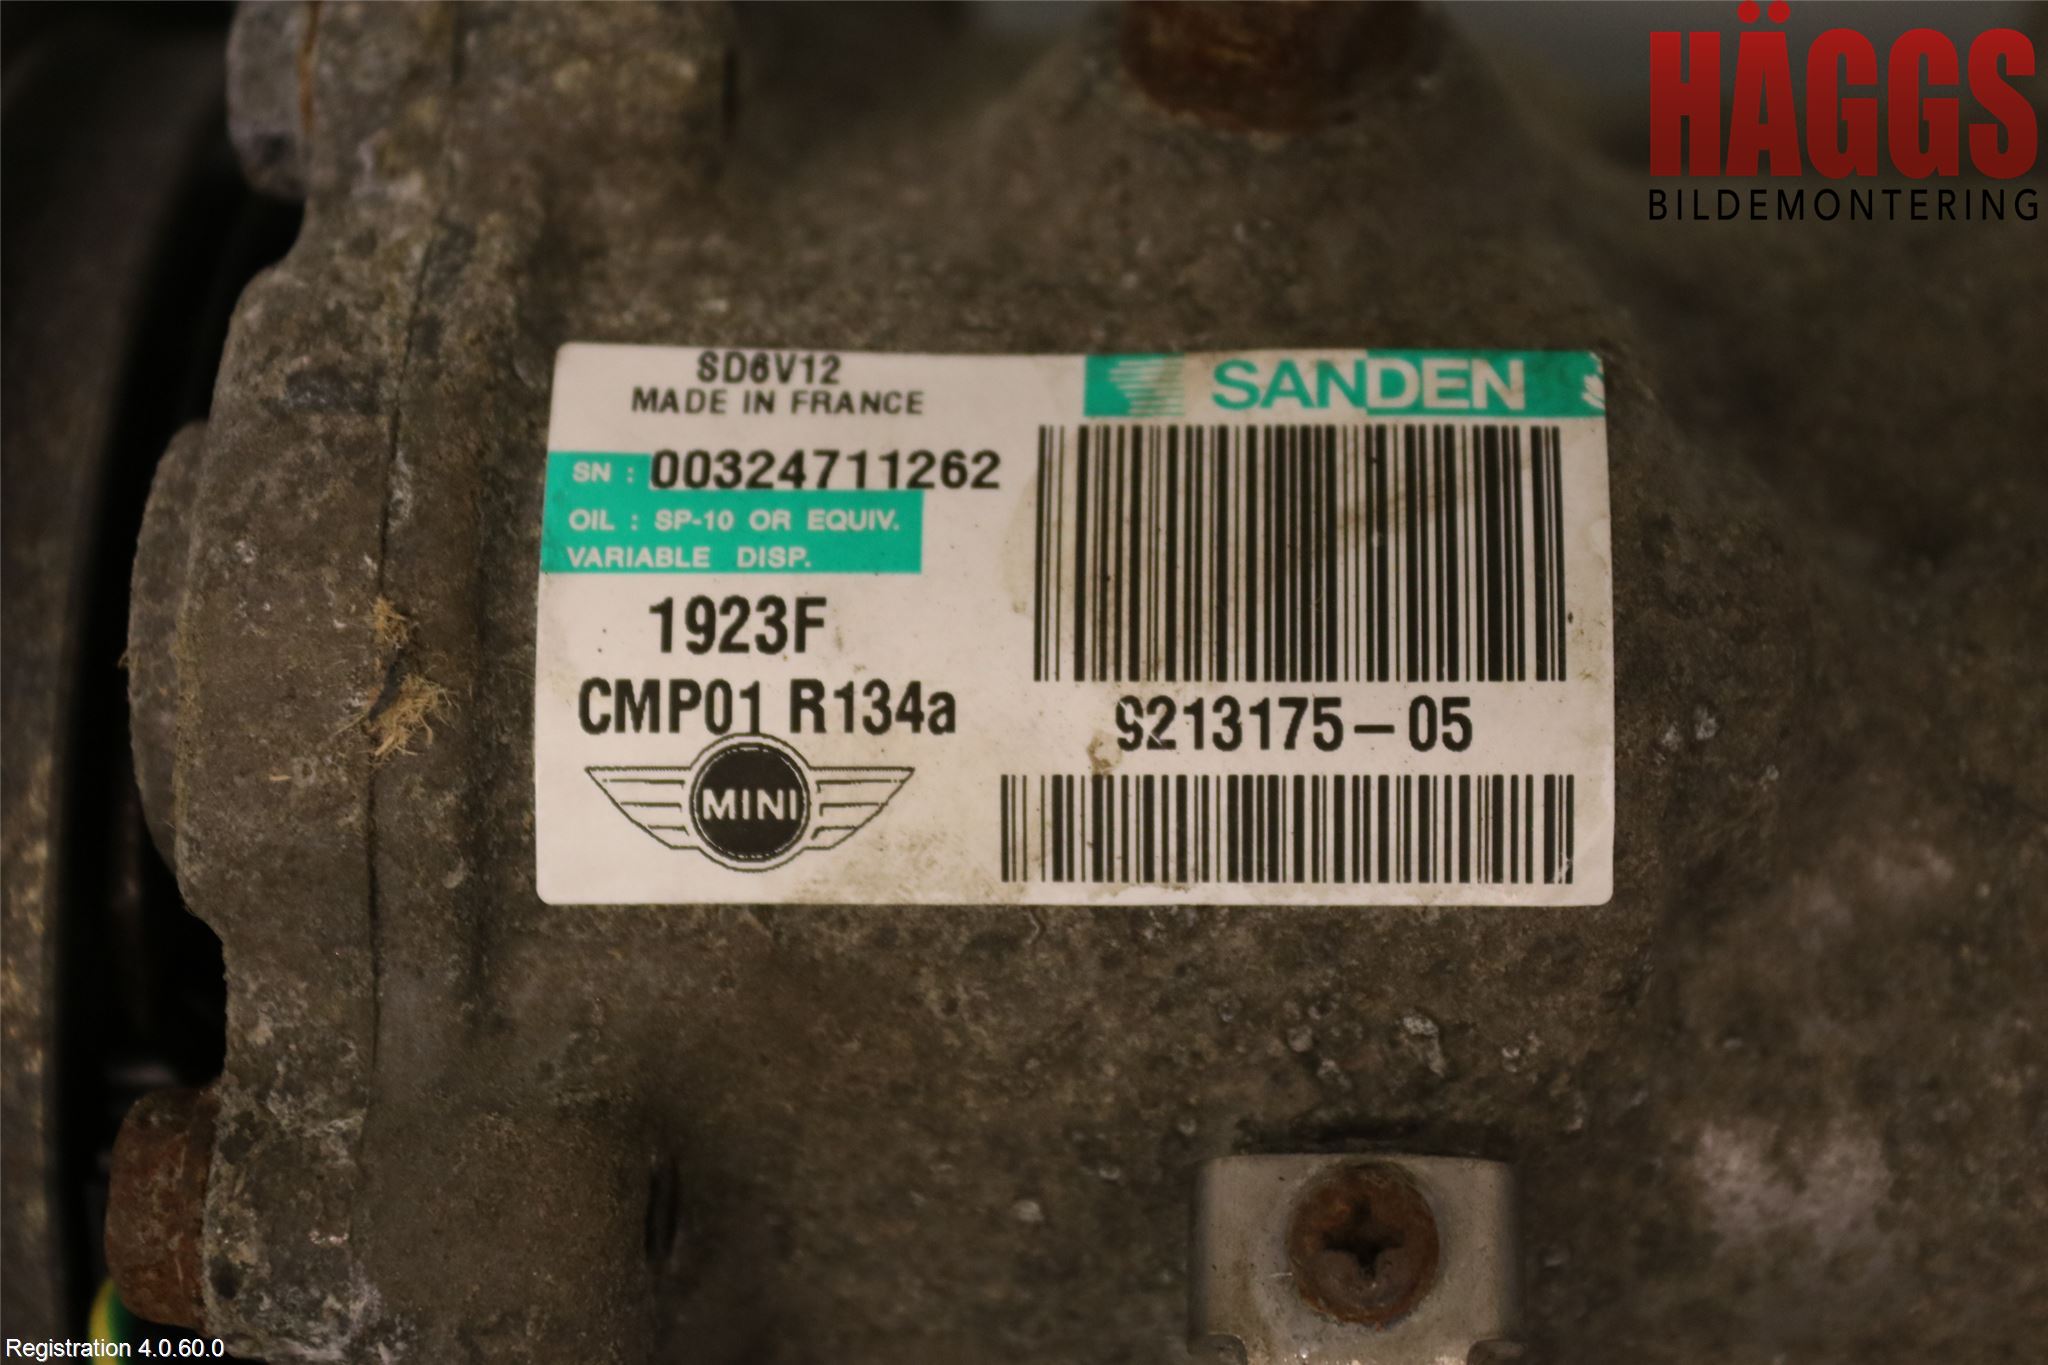 HÄGGS
BILDEMONTERING
SD6V12
MADE IN FRANCE
SANDEN
SN : 00324711262
OIL : SP-10 OR EQUIV.
VARIABLE DISP.
1923F
CMP01 R134a
9213175-05
MINI
Registration 4.0.60.0